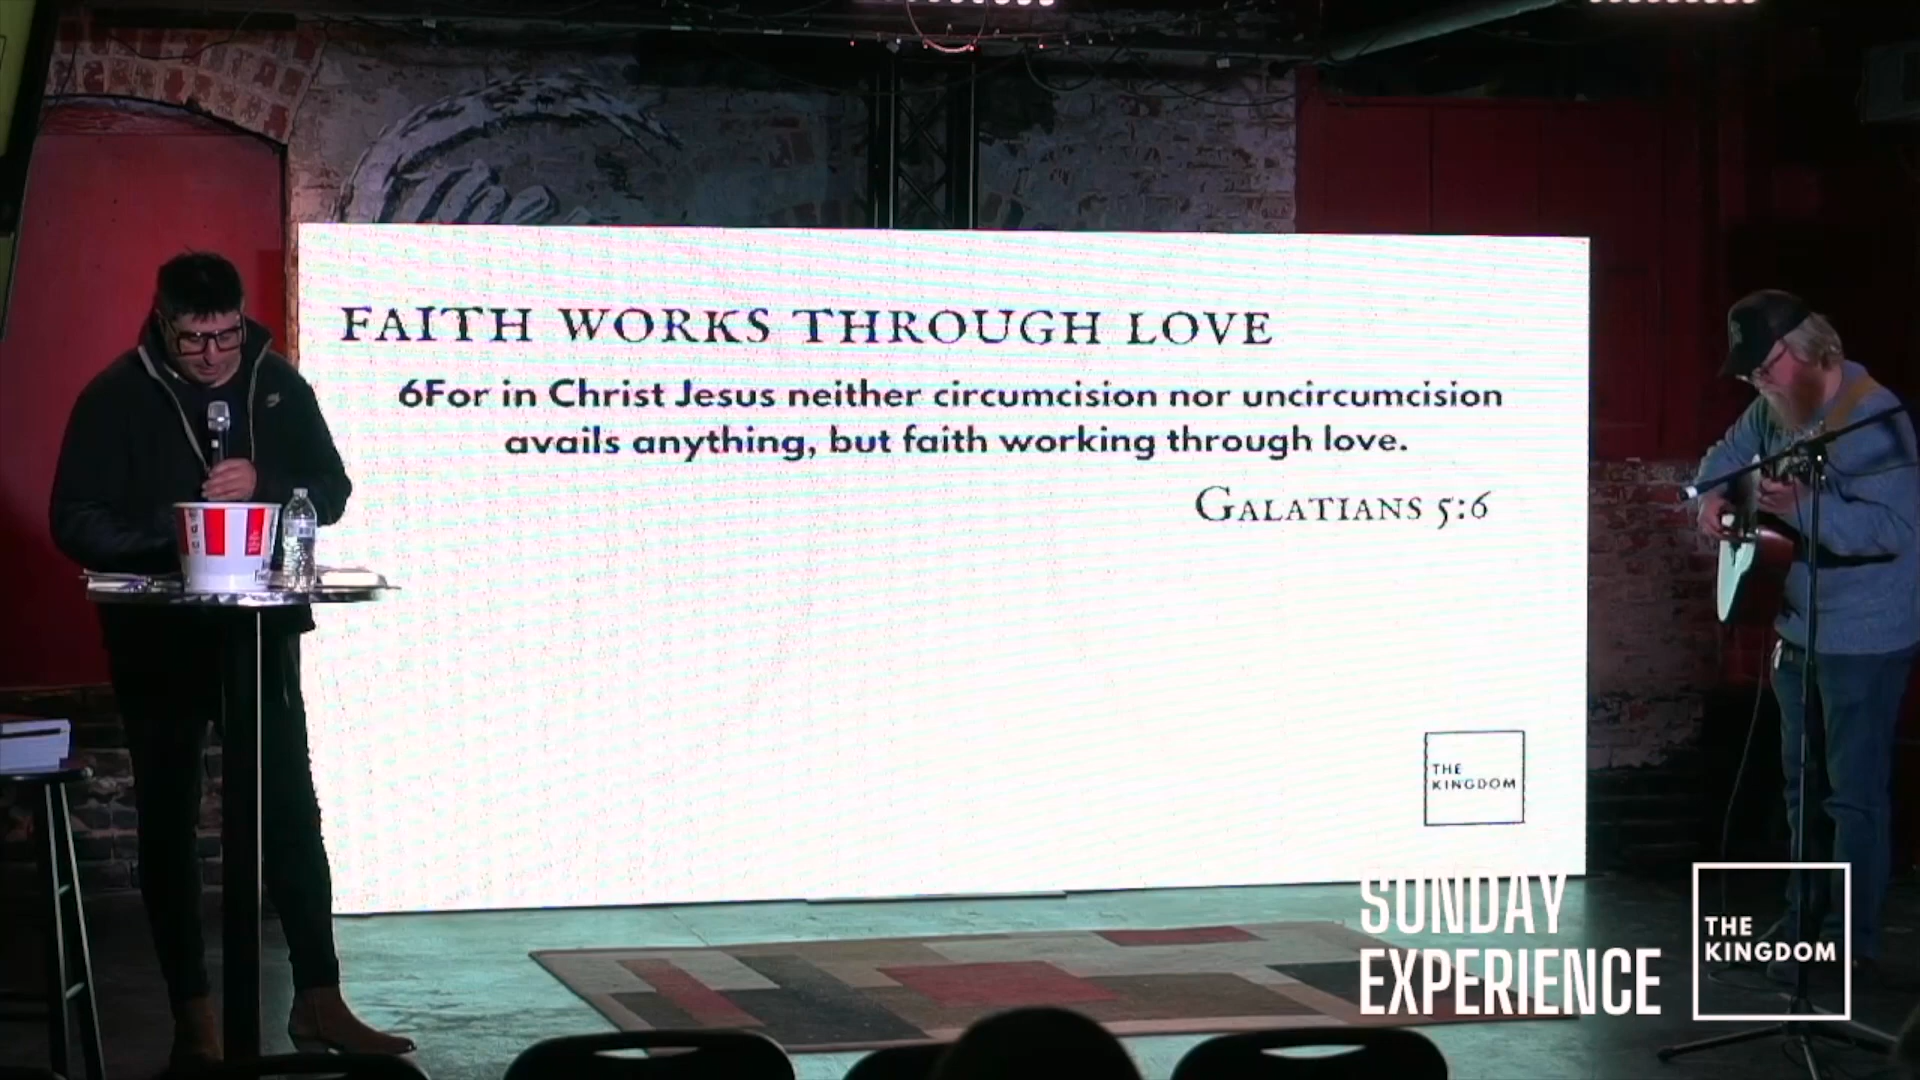 FAITH WORKS THROUGH LOVE
6For in Christ Jesus neither circumcision nor uncircumcision
avails anything, but faith working through love.
GALATIANS 5:6
THE
KINGDOM
SUNDAY
EXPERIENCE
THE
KINGDOM